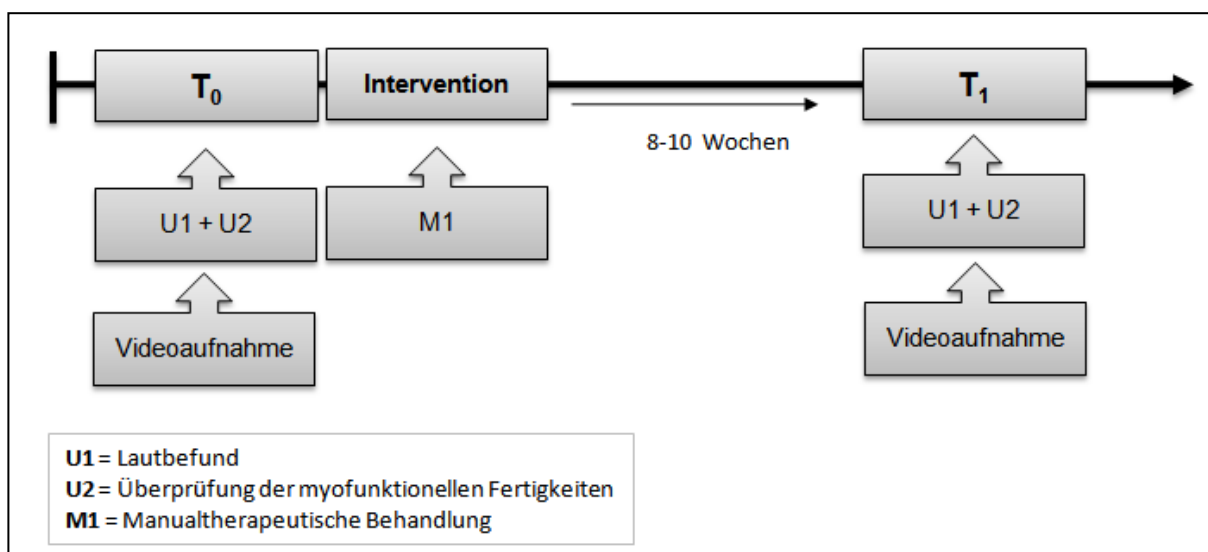 T₀
Intervention
T₁
8-10 Wochen
U1 + U2
M1
U1 + U2
Videoaufnahme
Videoaufnahme
U1 = Lautbefund
U2 = Überprüfung der myofunktionellen Fertigkeiten
M1 = Manualtherapeutische Behandlung